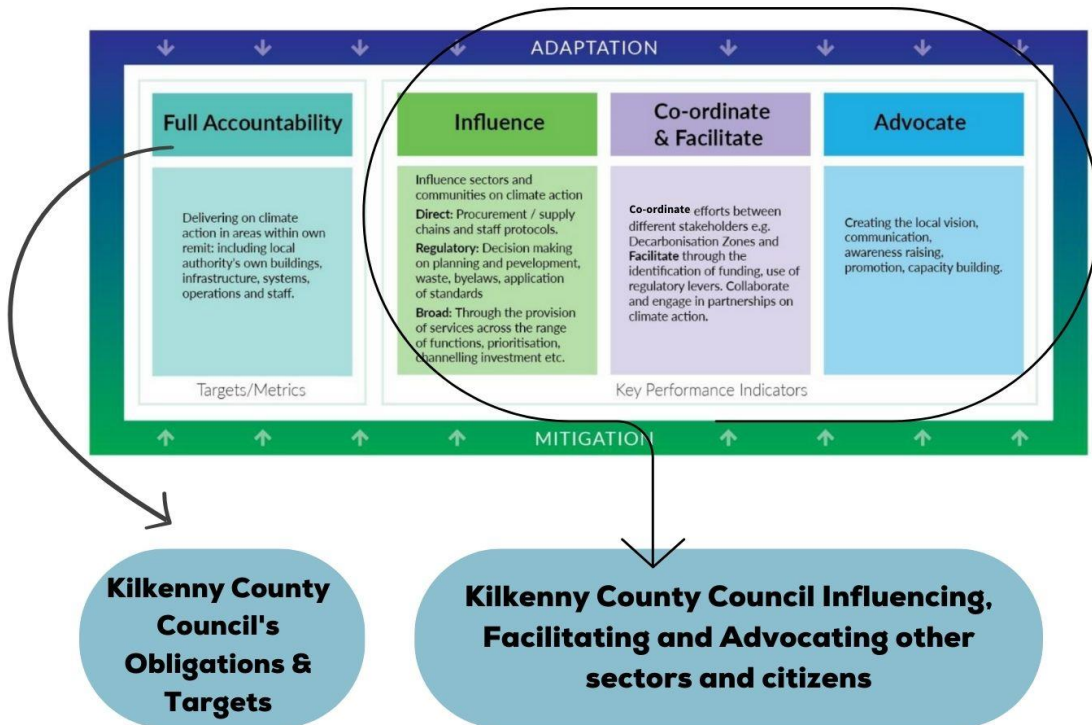 ADAPTATION
Full Accountability
Delivering on climate
action in areas within own
remit: including local
authority's own buildings,
infrastructure, systems,
operations and staff.
Targets/Metrics
Influence
Influence sectors and
communities on climate action
Direct: Procurement / supply
chains and staff protocols.
Regulatory: Decision making
on planning and pevelopment,
waste, byelaws, application
of standards
Broad: Through the provision
of services across the range
of functions, prioritisation,
channelling investment etc.
Co-ordinate
& Facilitate
Co-ordinate efforts between
different stakeholders e.g.
Decarbonisation Zones and
Facilitate through the
identification of funding, use of
regulatory levers. Collaborate
and engage in partnerships on
climate action.
Advocate
Creating the local vision,
communication,
awareness raising,
promotion, capacity building.
Key Performance Indicators
MITIGATION
Kilkenny County
Council's
Obligations &
Targets
Kilkenny County Council Influencing,
Facilitating and Advocating other
sectors and citizens